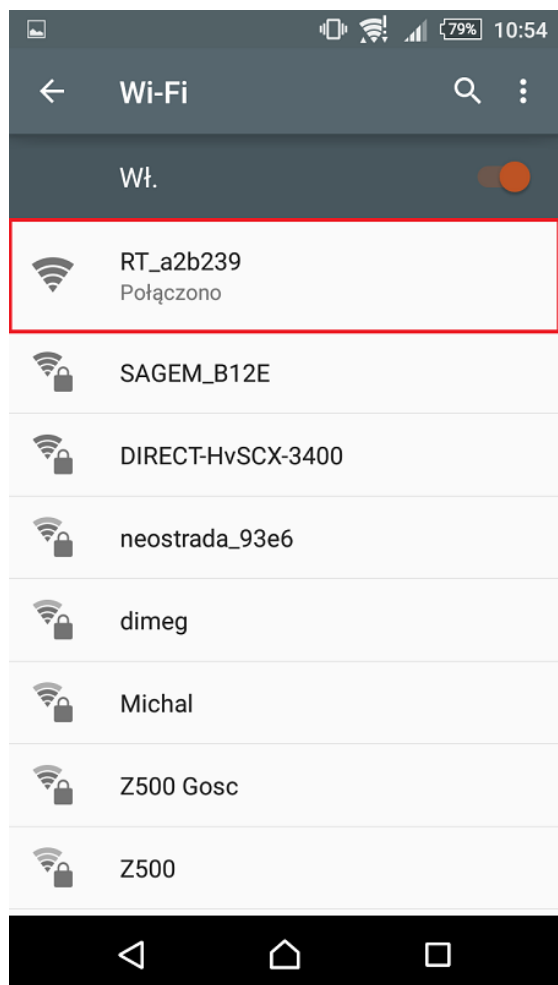 79% 10:54
Wi-Fi
Wł.
RT_a2b239
Połączono
SAGEM_B12E
DIRECT-HvSCX-3400
neostrada_93e6
dimeg
Michal
Z500 Gosc
Z500